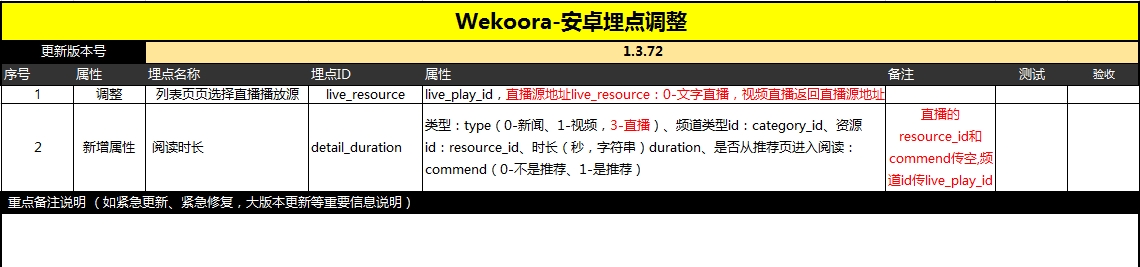 Wekoora-安卓埋点调整
更新版本号 1.3.72
序号 属性 埋点名称 埋点ID 属性 备注 测试 验收
1 调整 列表页页选择直播播放源 live_resource live_play_id，直播源地址live_resource：0-文字直播，视频直播返回直播源地址
2 新增属性 阅读时长 detail_duration
类型：type（0-新闻、1-视频，3-直播）、频道类型id：category_id、资源
id：resource_id、时长（秒，字符串）duration、是否从推荐页进入阅读：
commend（0-不是推荐、1-是推荐）
直播的
resource_id和
commend传空,频
道id传live_play_id
重点备注说明 （如紧急更新、紧急修复，大版本更新等重要信息说明）